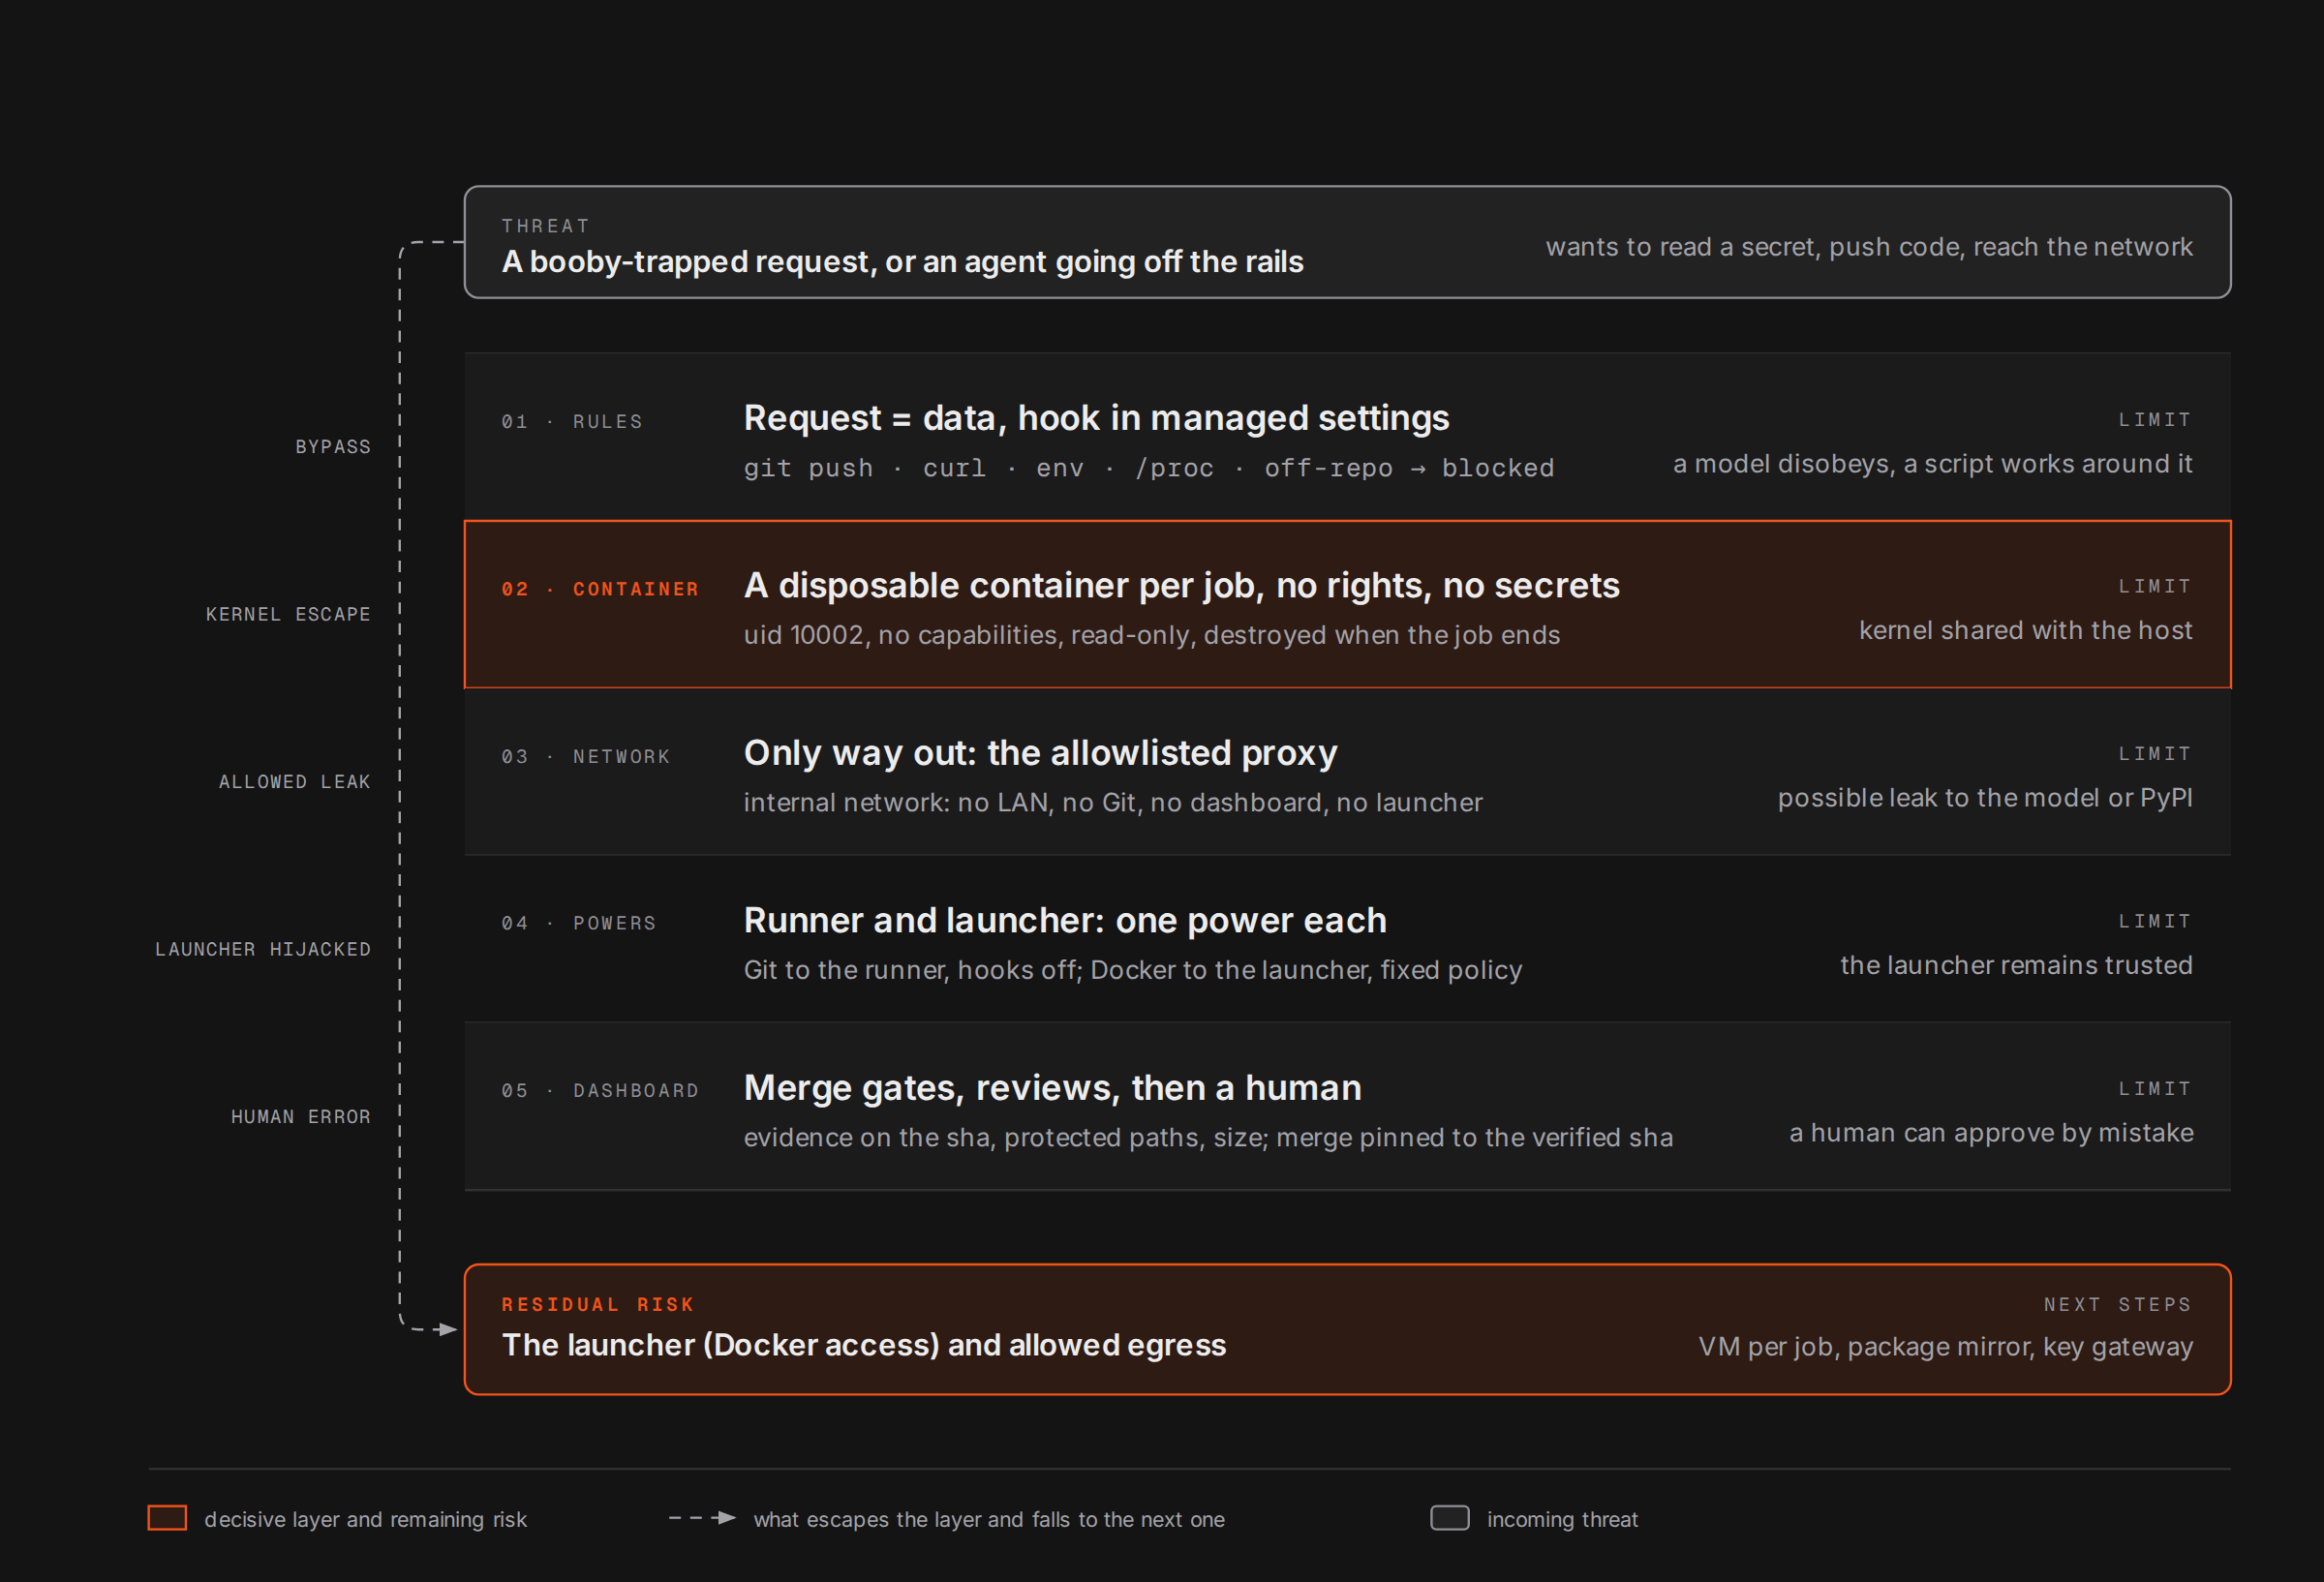 THREAT
A booby-trapped request, or an agent going off the rails
wants to read a secret, push code, reach the network
BYPASS
01 · RULES
Request = data, hook in managed settings
git push · curl · env · /proc · off-repo → blocked
LIMIT
a model disobeys, a script works around it
KERNEL ESCAPE
02 · CONTAINER
A disposable container per job, no rights, no secrets
uid 10002, no capabilities, read-only, destroyed when the job ends
LIMIT
kernel shared with the host
ALLOWED LEAK
03 · NETWORK
Only way out: the allowlisted proxy
internal network: no LAN, no Git, no dashboard, no launcher
LIMIT
possible leak to the model or PyPI
LAUNCHER HIJACKED
04 · POWERS
Runner and launcher: one power each
Git to the runner, hooks off; Docker to the launcher, fixed policy
LIMIT
the launcher remains trusted
HUMAN ERROR
05 · DASHBOARD
Merge gates, reviews, then a human
evidence on the sha, protected paths, size; merge pinned to the verified sha
LIMIT
a human can approve by mistake
RESIDUAL RISK
The launcher (Docker access) and allowed egress
NEXT STEPS
VM per job, package mirror, key gateway
decisive layer and remaining risk
what escapes the layer and falls to the next one
incoming threat